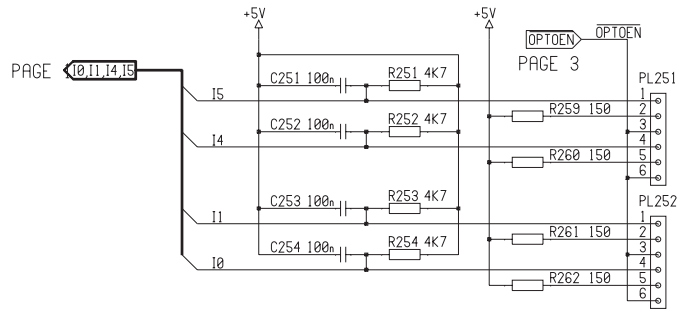 +5V +5V OPTOEN OPTOEN
PAGE I0,I1,I4,I5 PAGE 3
C251 100n R251 4K7 PL251
I5 1
R259 150 2
C252 100n R252 4K7 3
I4 4
R260 150 5
6
C253 100n R253 4K7 PL252
I1 1
R261 150 2
C254 100n R254 4K7 3
I0 4
R262 150 5
6